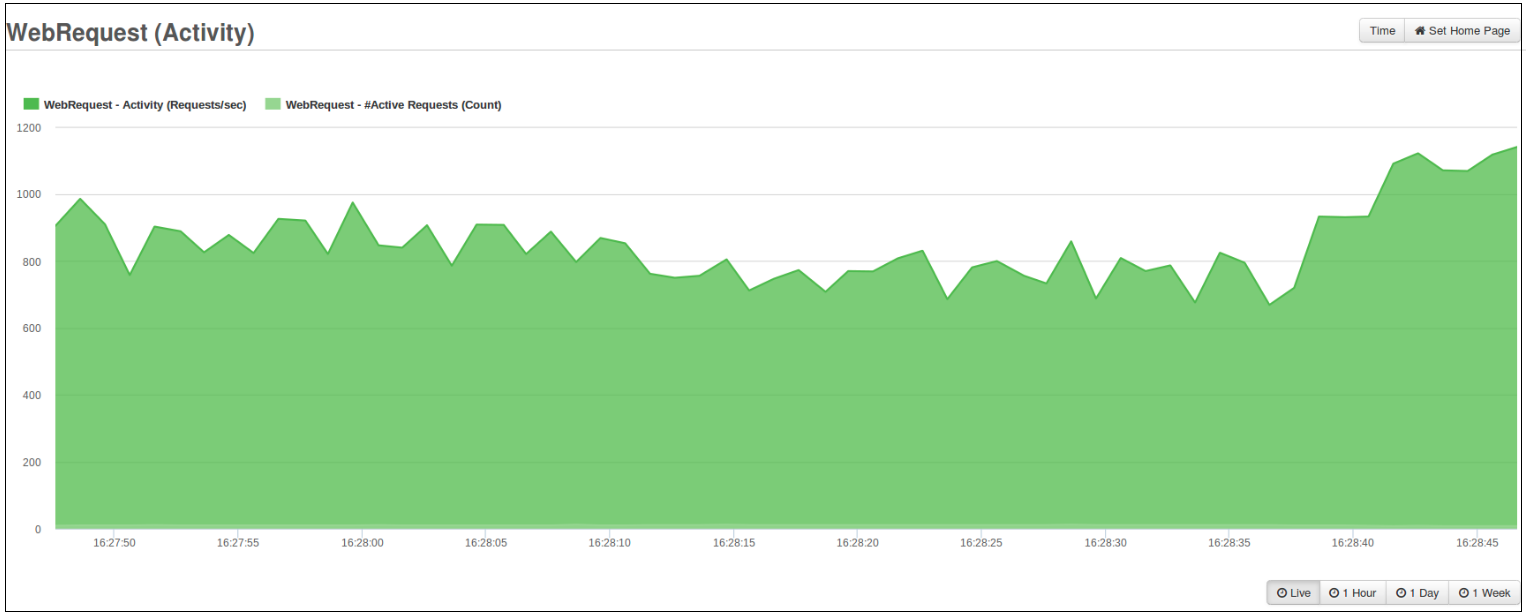 WebRequest (Activity)
Time
Set Home Page
WebRequest - Activity (Requests/sec)
WebRequest - #Active Requests (Count)
1200
1000
800
600
400
200
0
16:27:50
16:27:55
16:28:00
16:28:05
16:28:10
16:28:15
16:28:20
16:28:25
16:28:30
16:28:35
16:28:40
16:28:45
Live
1 Hour
1 Day
1 Week